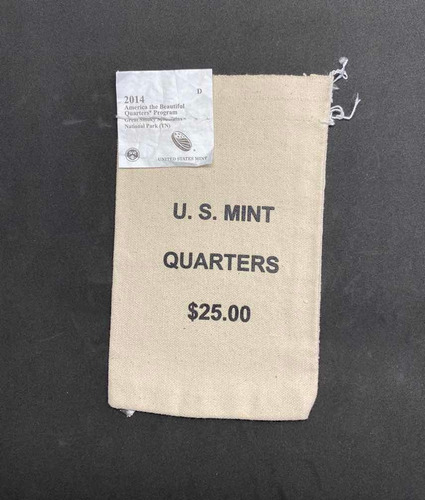 2014
D
America the Beautiful
Quarters® Program
Great Smoky Mountains
National Park (TN)
UNITED STATES MINT
U. S. MINT
QUARTERS
$25.00